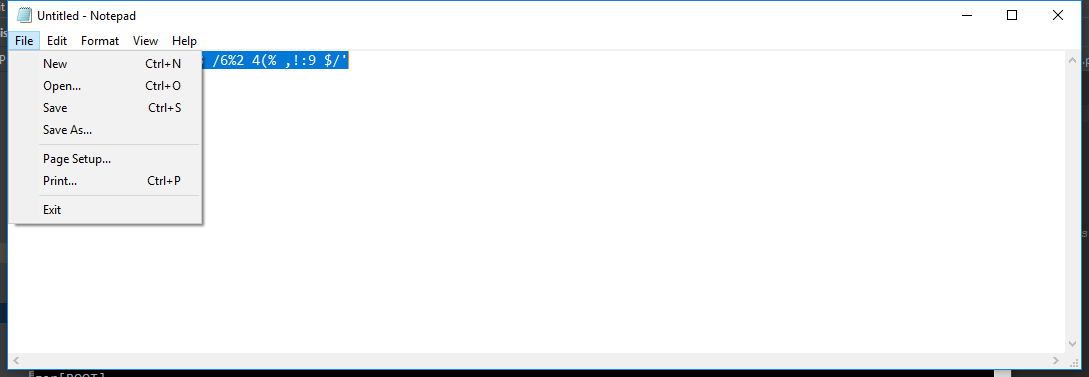 Untitled - Notepad
File Edit Format View Help
/6%2 4(% ,!:9 $/'
New Ctrl+N
Open... Ctrl+O
Save Ctrl+S
Save As...
Page Setup...
Print... Ctrl+P
Exit